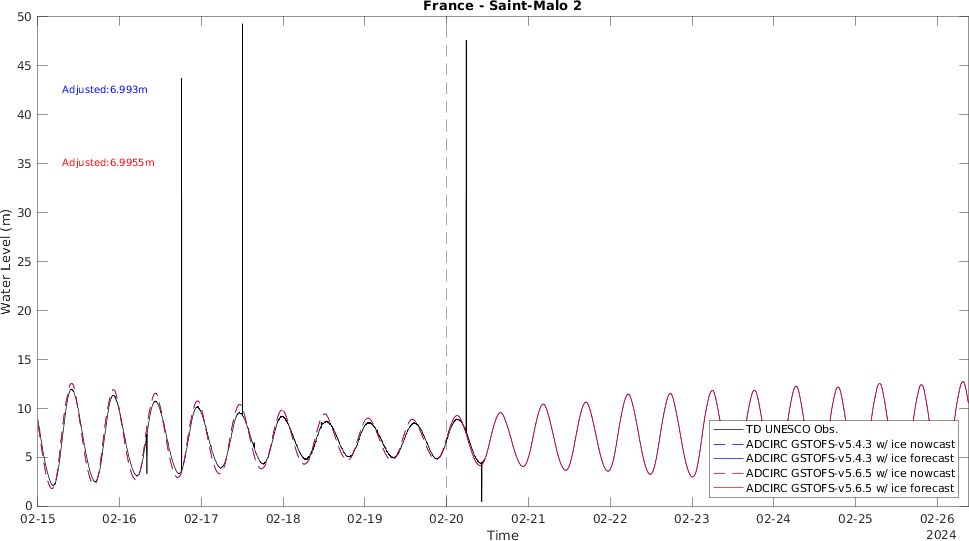 France - Saint-Malo 2
50
45
40
35
30
25
20
15
10
5
0
Water Level (m)
Adjusted:6.993m
Adjusted:6.9955m
TD UNESCO Obs.
ADCIRC GSTOFS-v5.4.3 w/ ice nowcast
ADCIRC GSTOFS-v5.4.3 w/ ice forecast
ADCIRC GSTOFS-v5.6.5 w/ ice nowcast
ADCIRC GSTOFS-v5.6.5 w/ ice forecast
02-15 02-16 02-17 02-18 02-19 02-20 02-21 02-22 02-23 02-24 02-25 02-26
2024
Time